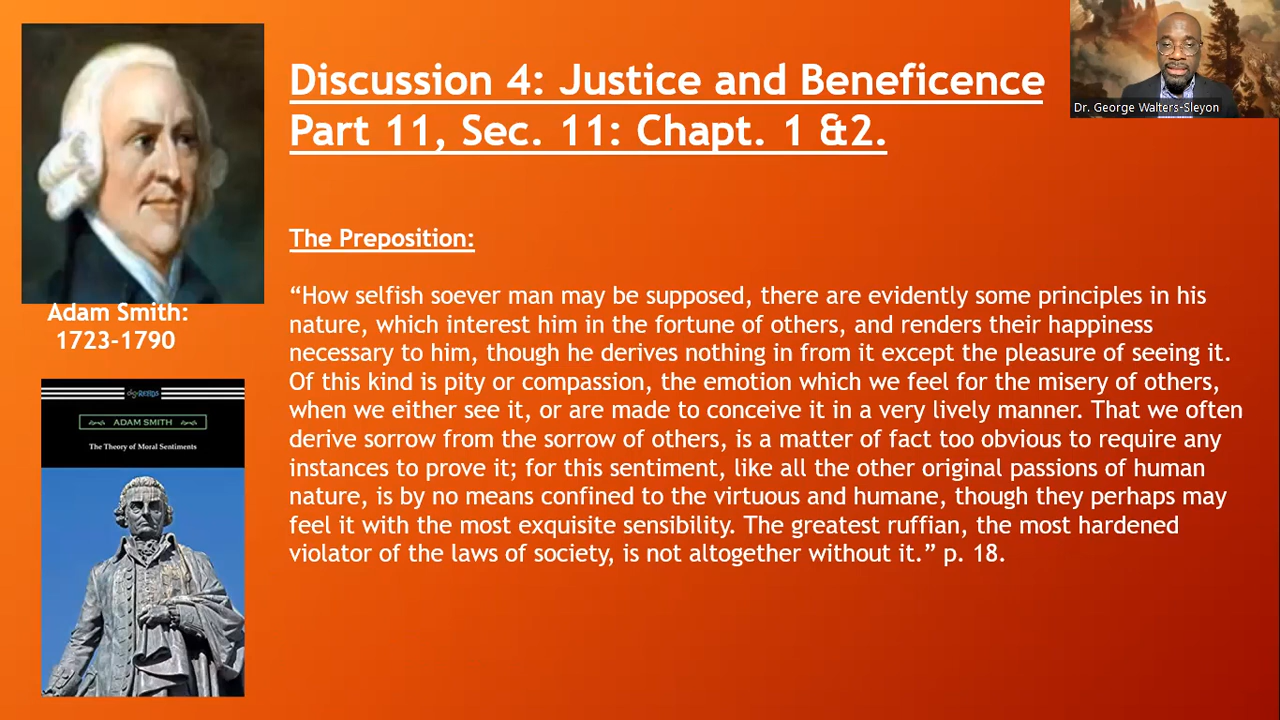 Discussion 4: Justice and Beneficence
Part 11, Sec. 11: Chapt. 1 &2.
Dr. George Walters-Sleyon
The Preposition:
“How selfish soever man may be supposed, there are evidently some principles in his
nature, which interest him in the fortune of others, and renders their happiness
necessary to him, though he derives nothing in from it except the pleasure of seeing it.
Of this kind is pity or compassion, the emotion which we feel for the misery of others,
when we either see it, or are made to conceive it in a very lively manner. That we often
derive sorrow from the sorrow of others, is a matter of fact too obvious to require any
instances to prove it; for this sentiment, like all the other original passions of human
nature, is by no means confined to the virtuous and humane, though they perhaps may
feel it with the most exquisite sensibility. The greatest ruffian, the most hardened
violator of the laws of society, is not altogether without it.” p. 18.
Adam Smith:
1723-1790
ADAM SMITH
The Theory of Moral Sentiments